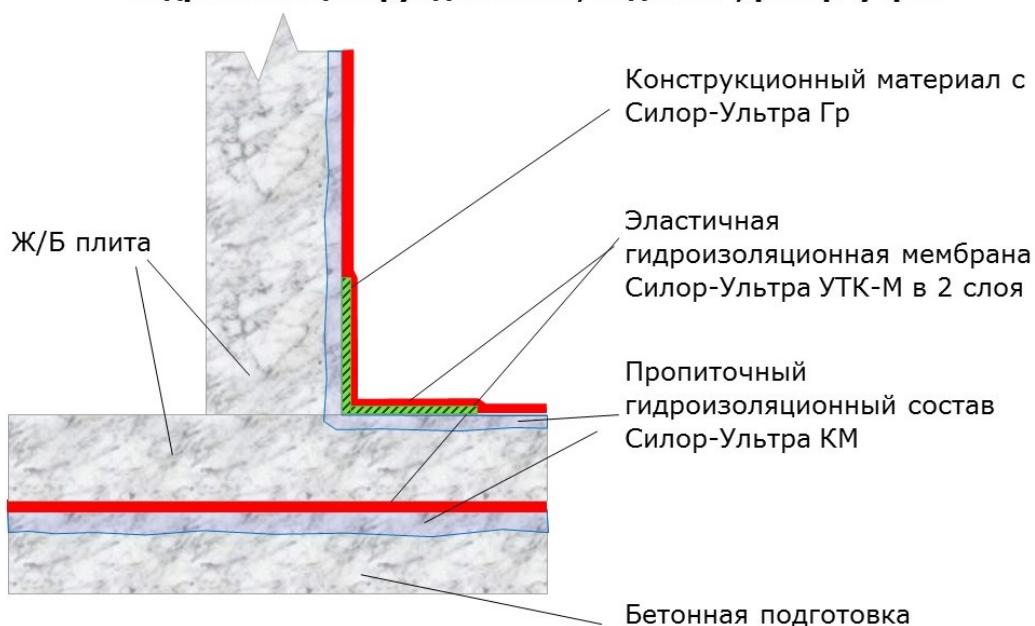 Конструкционный материал с
Силор-Ультра Гр
Ж/Б плита
Эластичная
гидроизоляционная мембрана
Силор-Ультра УТК-М в 2 слоя
Пропиточный
гидроизоляционный состав
Силор-Ультра КМ
Бетонная подготовка